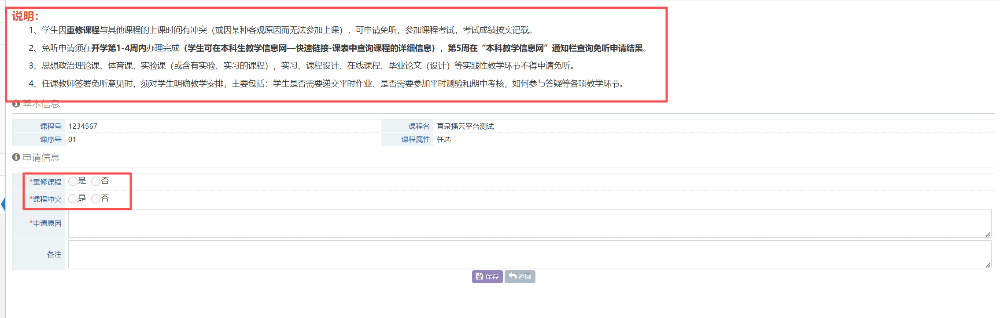 说明：
1、学生因重修课程与其他课程的上课时间有冲突（或因某种客观原因而无法参加上课），可申请免听，参加课程考试，考试成绩按实记载。
2、免听申请须在开学第1-4周内办理完成（学生可在本科生教学信息网—快速链接-课表中查询课程的详细信息），第5周在“本科教学信息网”通知栏查询免听申请结果。
3、思想政治理论课、体育课、实验课（或含有实验、实习的课程），实习、课程设计、在线课程、毕业论文（设计）等实践性教学环节不得申请免听。
4、任课教师签署免听意见时，须对学生明确教学安排，主要包括：学生是否需要递交平时作业、是否需要参加平时测验和期中考核，如何参与答疑等各项教学环节。
基本信息
课程号 1234567 课程名 直录播云平台测试
课序号 01 课程属性 任选
申请信息
*重修课程 是 否
*课程冲突 是 否
*申请原因
备注
保存 返回